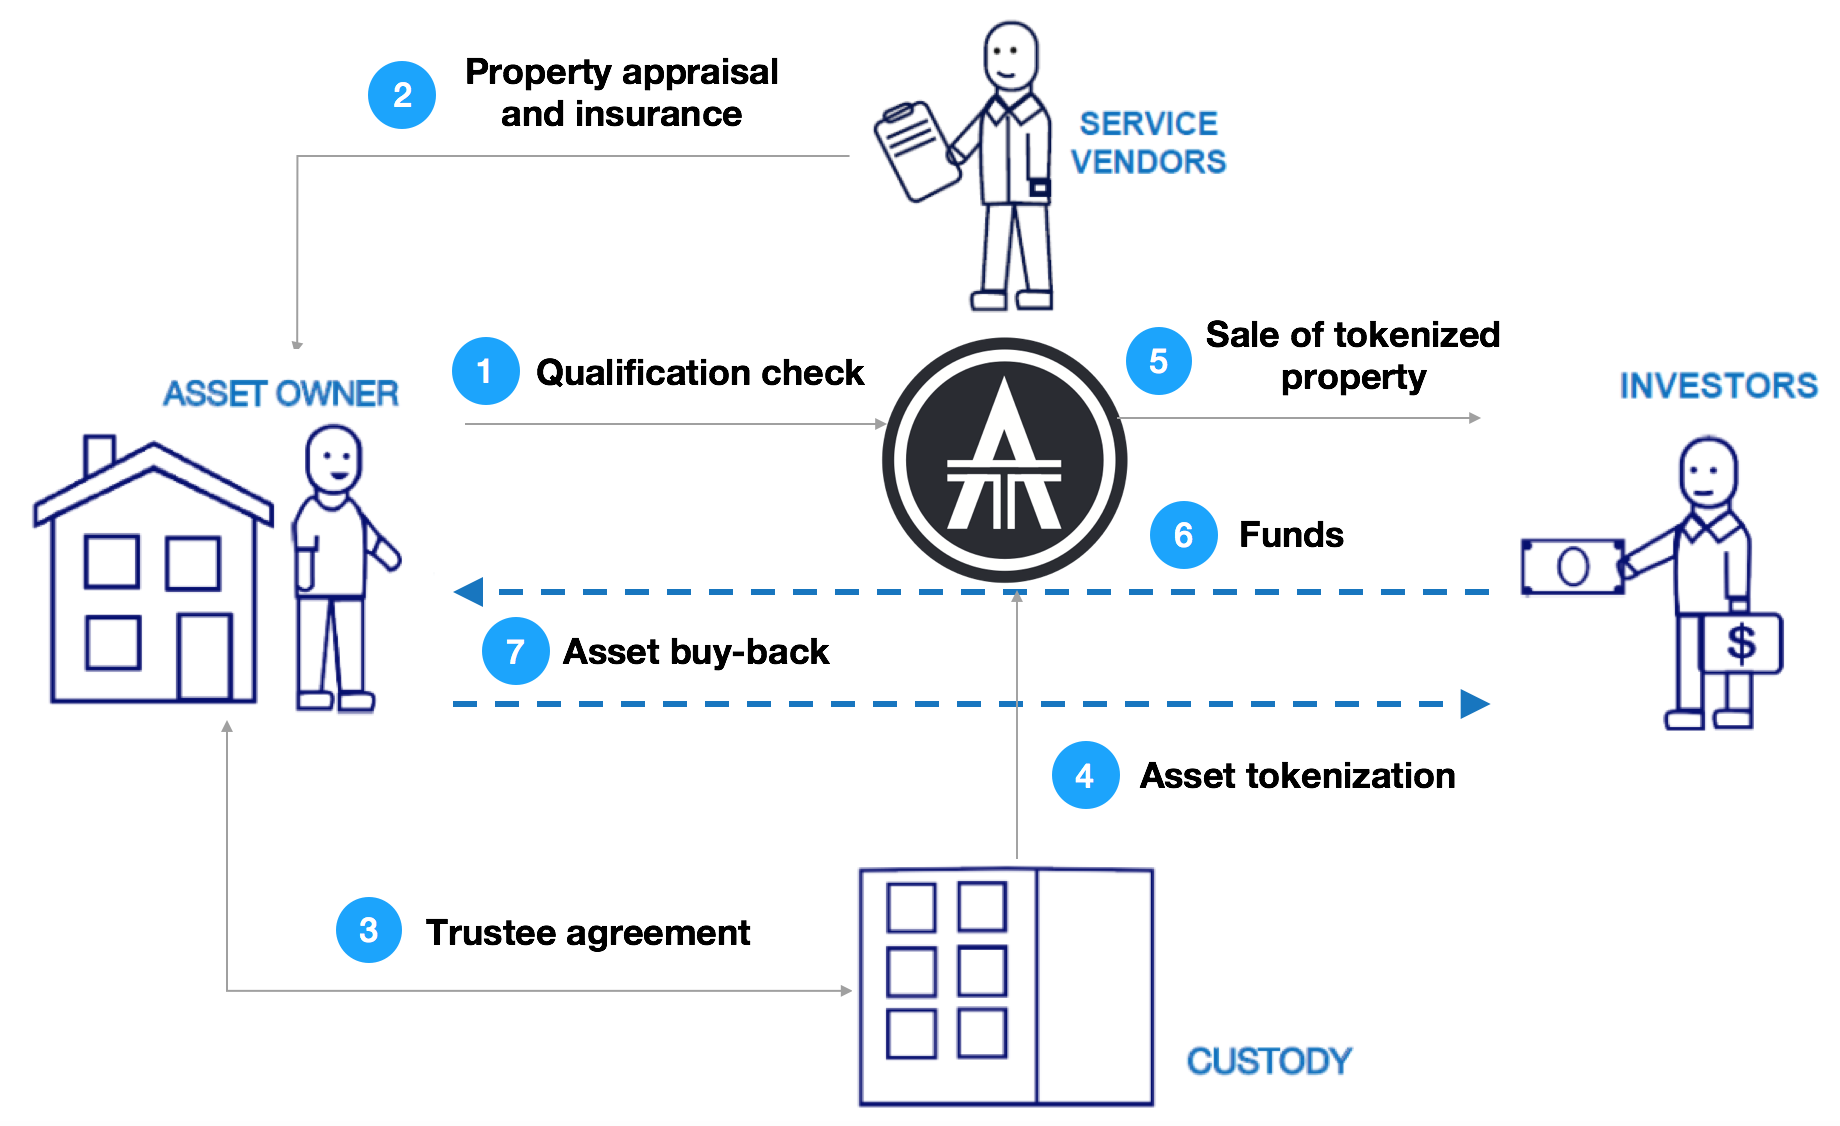 2
Property appraisal
and insurance
SERVICE
VENDORS
1
Qualification check
5
Sale of tokenized
property
ASSET OWNER
INVESTORS
6
Funds
7
Asset buy-back
$
4
Asset tokenization
3
Trustee agreement
CUSTODY